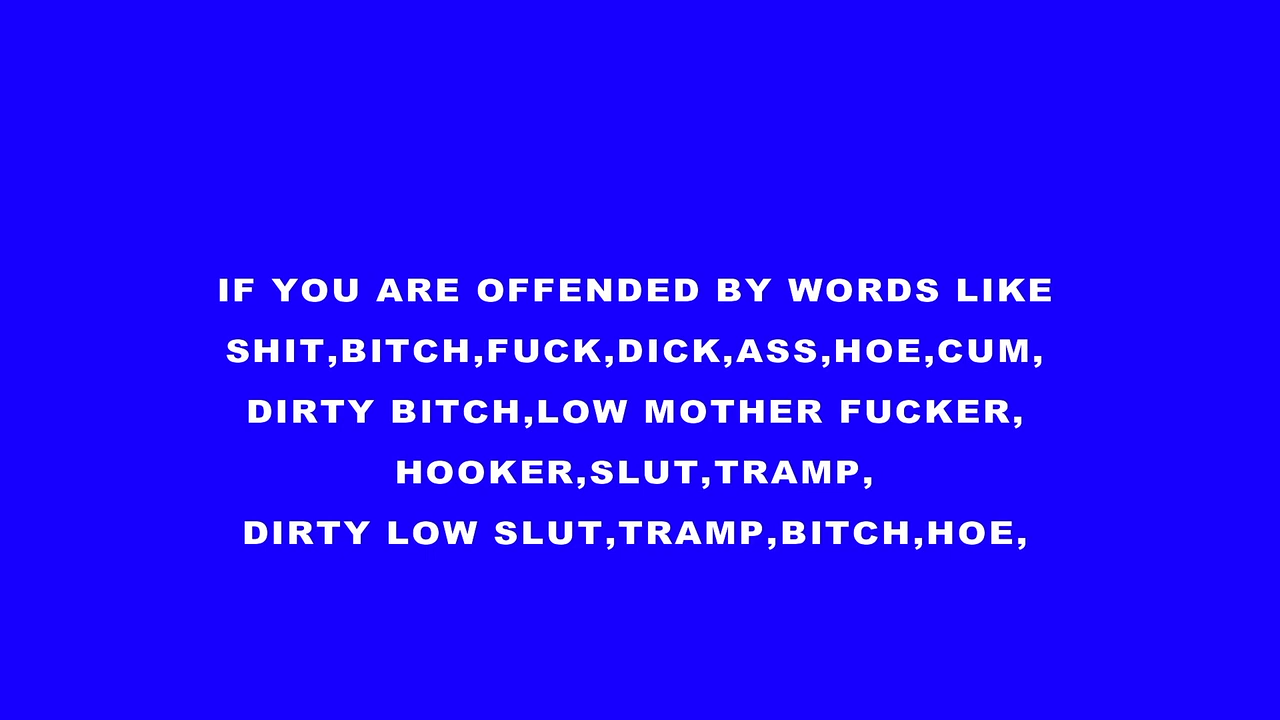 IF YOU ARE OFFENDED BY WORDS LIKE
SHIT,BITCH,FUCK,DICK,ASS,HOE,CUM,
DIRTY BITCH,LOW MOTHER FUCKER,
HOOKER,SLUT,TRAMP,
DIRTY LOW SLUT,TRAMP,BITCH,HOE,